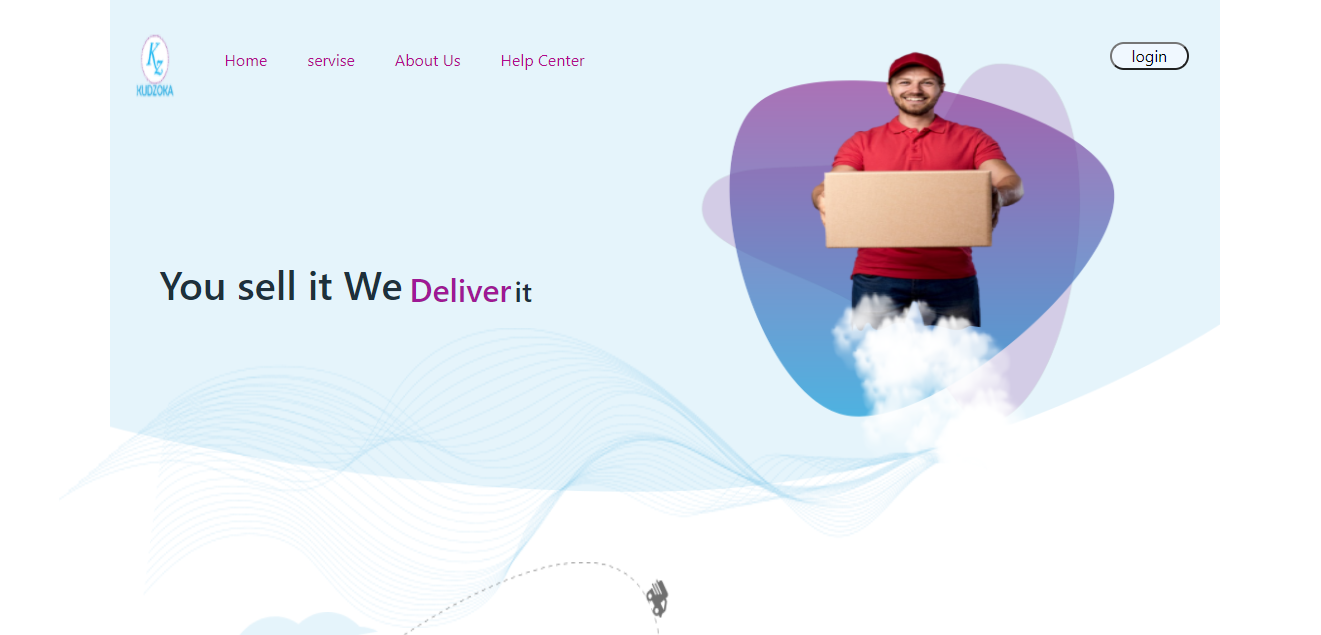 Kz
KUDZOKA
Home servise About Us Help Center
login
You sell it We Deliver it